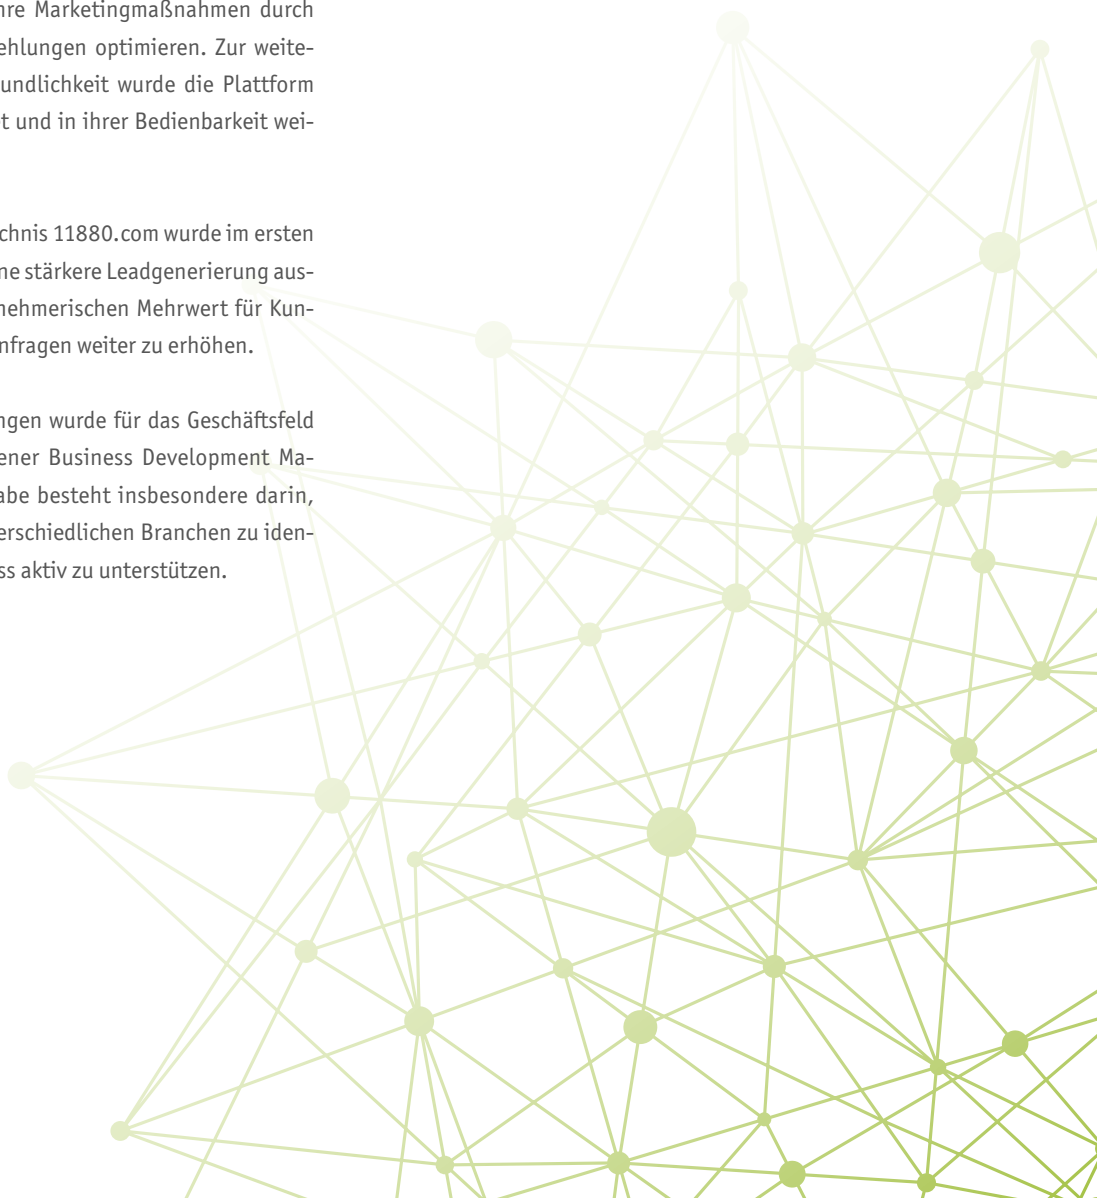 hre Marketingmaßnahmen durch
ehlungen optimieren. Zur weite-
undlichkeit wurde die Plattform
t und in ihrer Bedienbarkeit wei-
chnis 11880.com wurde im ersten
ne stärkere Leadgenerierung aus-
nehmerischen Mehrwert für Kun-
nfragen weiter zu erhöhen.
ngen wurde für das Geschäftsfeld
ener Business Development Ma-
abe besteht insbesondere darin,
erschiedlichen Branchen zu iden-
ss aktiv zu unterstützen.